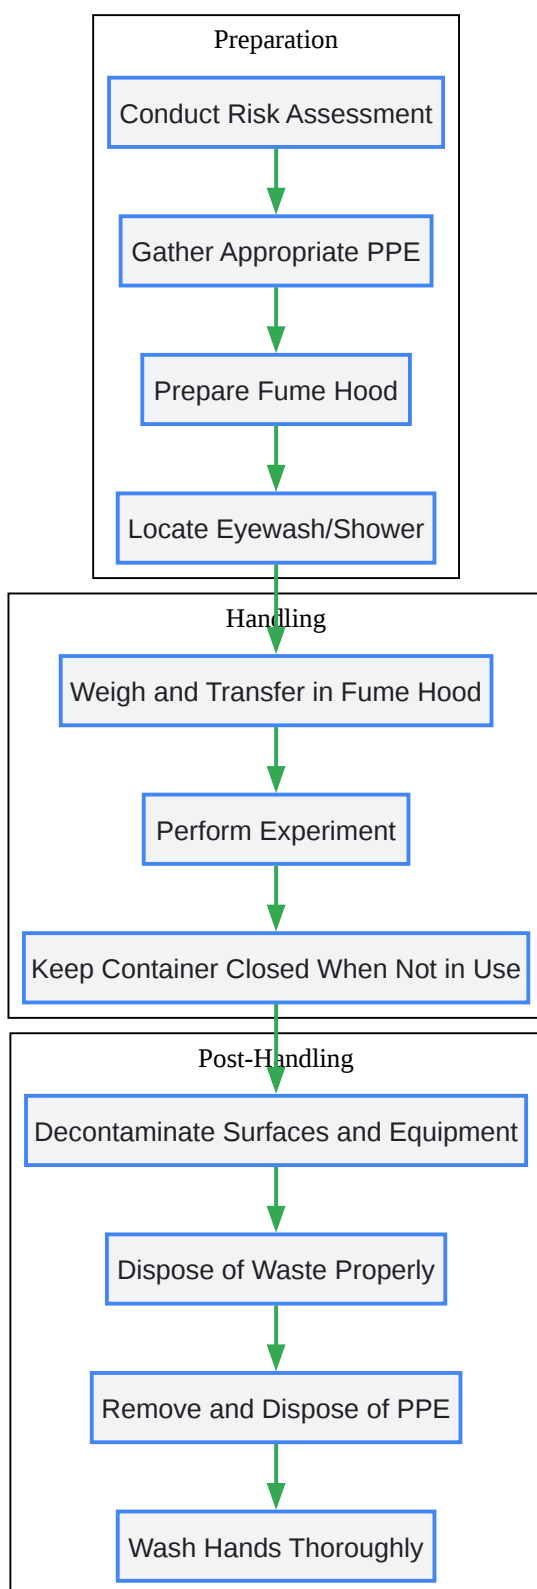 Preparation
Conduct Risk Assessment
Gather Appropriate PPE
Prepare Fume Hood
Locate Eyewash/Shower
Handling
Weigh and Transfer in Fume Hood
Perform Experiment
Keep Container Closed When Not in Use
Post-Handling
Decontaminate Surfaces and Equipment
Dispose of Waste Properly
Remove and Dispose of PPE
Wash Hands Thoroughly